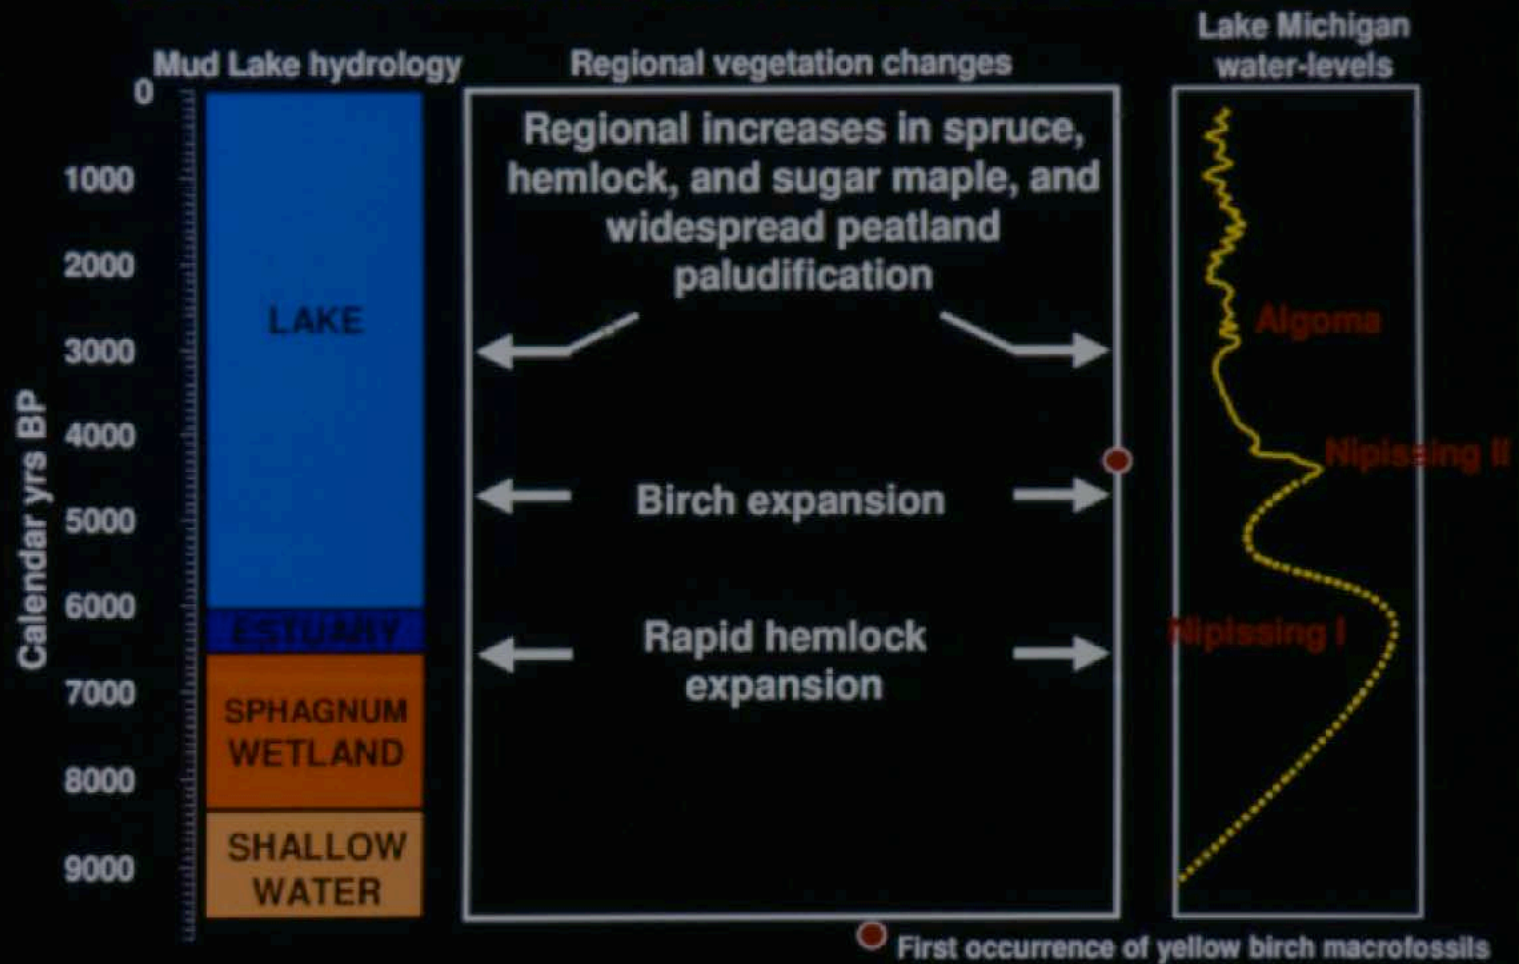 Lake Michigan
water-levels
Mud Lake hydrology
Regional vegetation changes
0
1000
2000
3000
4000
5000
6000
7000
8000
9000
Calendar yrs BP
LAKE
ESTUARY
SPHAGNUM
WETLAND
SHALLOW
WATER
Regional increases in spruce,
hemlock, and sugar maple, and
widespread peatland
paludification
Birch expansion
Rapid hemlock
expansion
Algoma
Nipissing II
Nipissing I
First occurrence of yellow birch macrofossils